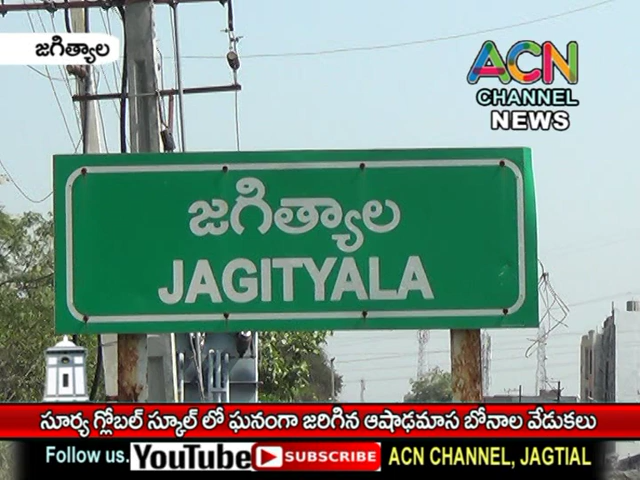 జగిత్యాల
ACN
CHANNEL
NEWS
జగిత్యాల
JAGITYALA
సూర్య గ్లోబల్ స్కూల్ లో ఘనంగా జరిగిన ఆషాఢమాస బోనాల వేడుకలు
Follow us. YouTube SUBSCRIBE ACN CHANNEL, JAGTIAL